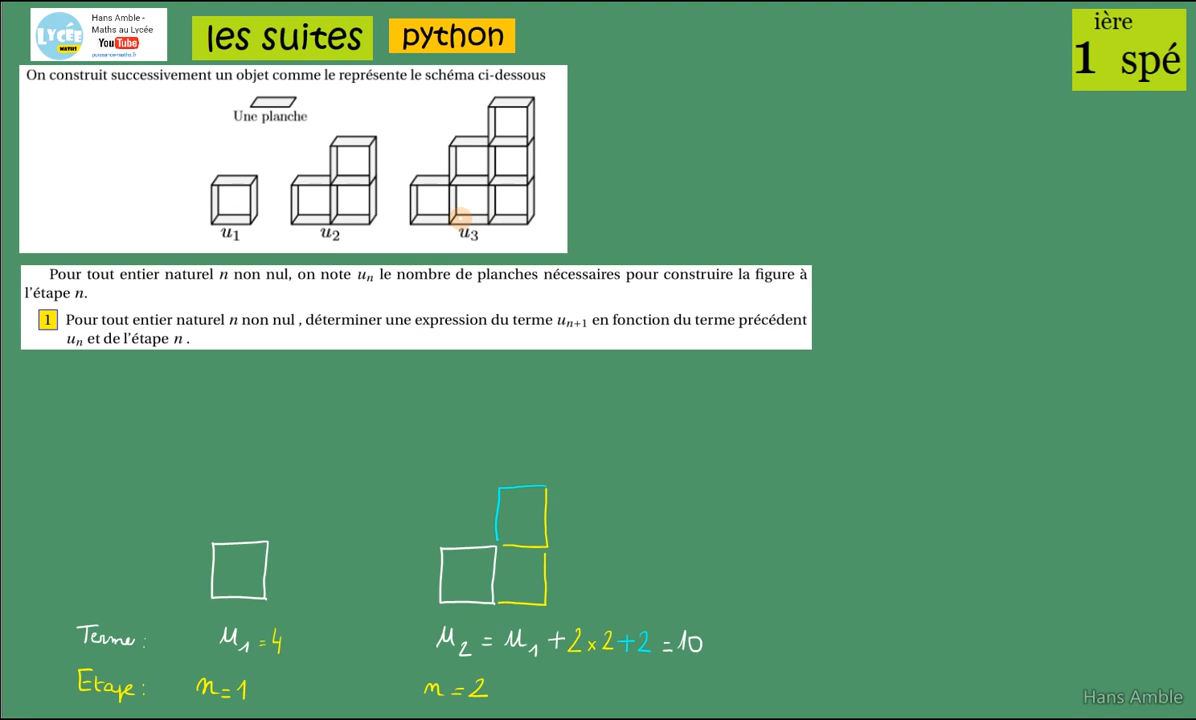 Hans Amble -
Maths au Lycée
YouTube
LYCÉE
MATHS
puissance-maths.fr
les suites
python
ière
1 spé
On construit successivement un objet comme le représente le schéma ci-dessous
Une planche
u1 u2 u3
Pour tout entier naturel n non nul, on note un le nombre de planches nécessaires pour construire la figure à
l'étape n.
1 Pour tout entier naturel n non nul , déterminer une expression du terme un+1 en fonction du terme précédent
un et de l'étape n .
Terme: u1 = 4 u2 = u1 + 2 × 2 + 2 = 10
Etape: n = 1 n = 2
Hans Amble